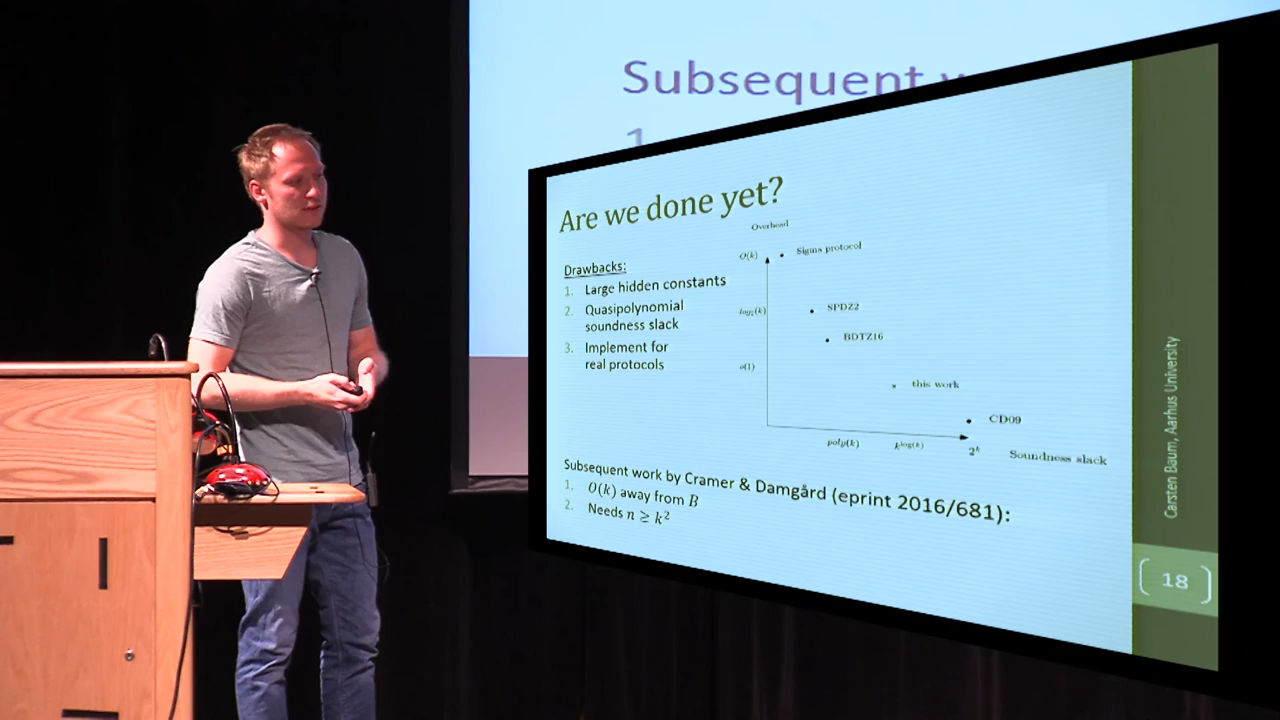 Subsequent
1
Are we done yet?
Drawbacks:
1. Large hidden constants
2. Quasipolynomial
soundness slack
3. Implement for
real protocols
Overhead
O(k)
Sigma protocol
log₂(k)
SPDZ2
BDTZ16
o(1)
this work
CD09
poly(k)
k^log(k)
2^k
Soundness slack
Subsequent work by Cramer & Damgård (eprint 2016/681):
1. O(k) away from B
2. Needs n ≥ k²
Carsten Baum, Aarhus University
18